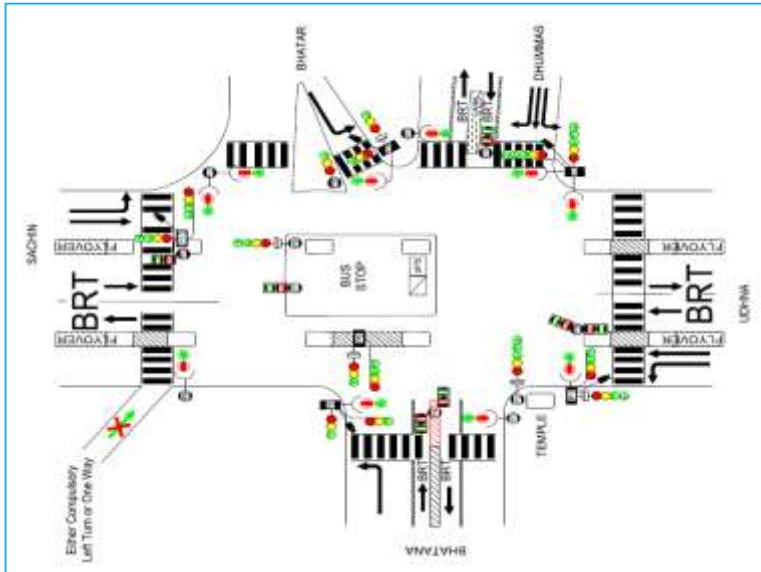 BHATAR
DHUMMAS
BRT
BRT
SACHIN
FLYOVER
FLYOVER
BRT
BUS
STOP
FLYOVER
FLYOVER
BRT
UDHNA
TEMPLE
BRT
BRT
BHATANA
Either Compulsory
Left Turn or One Way